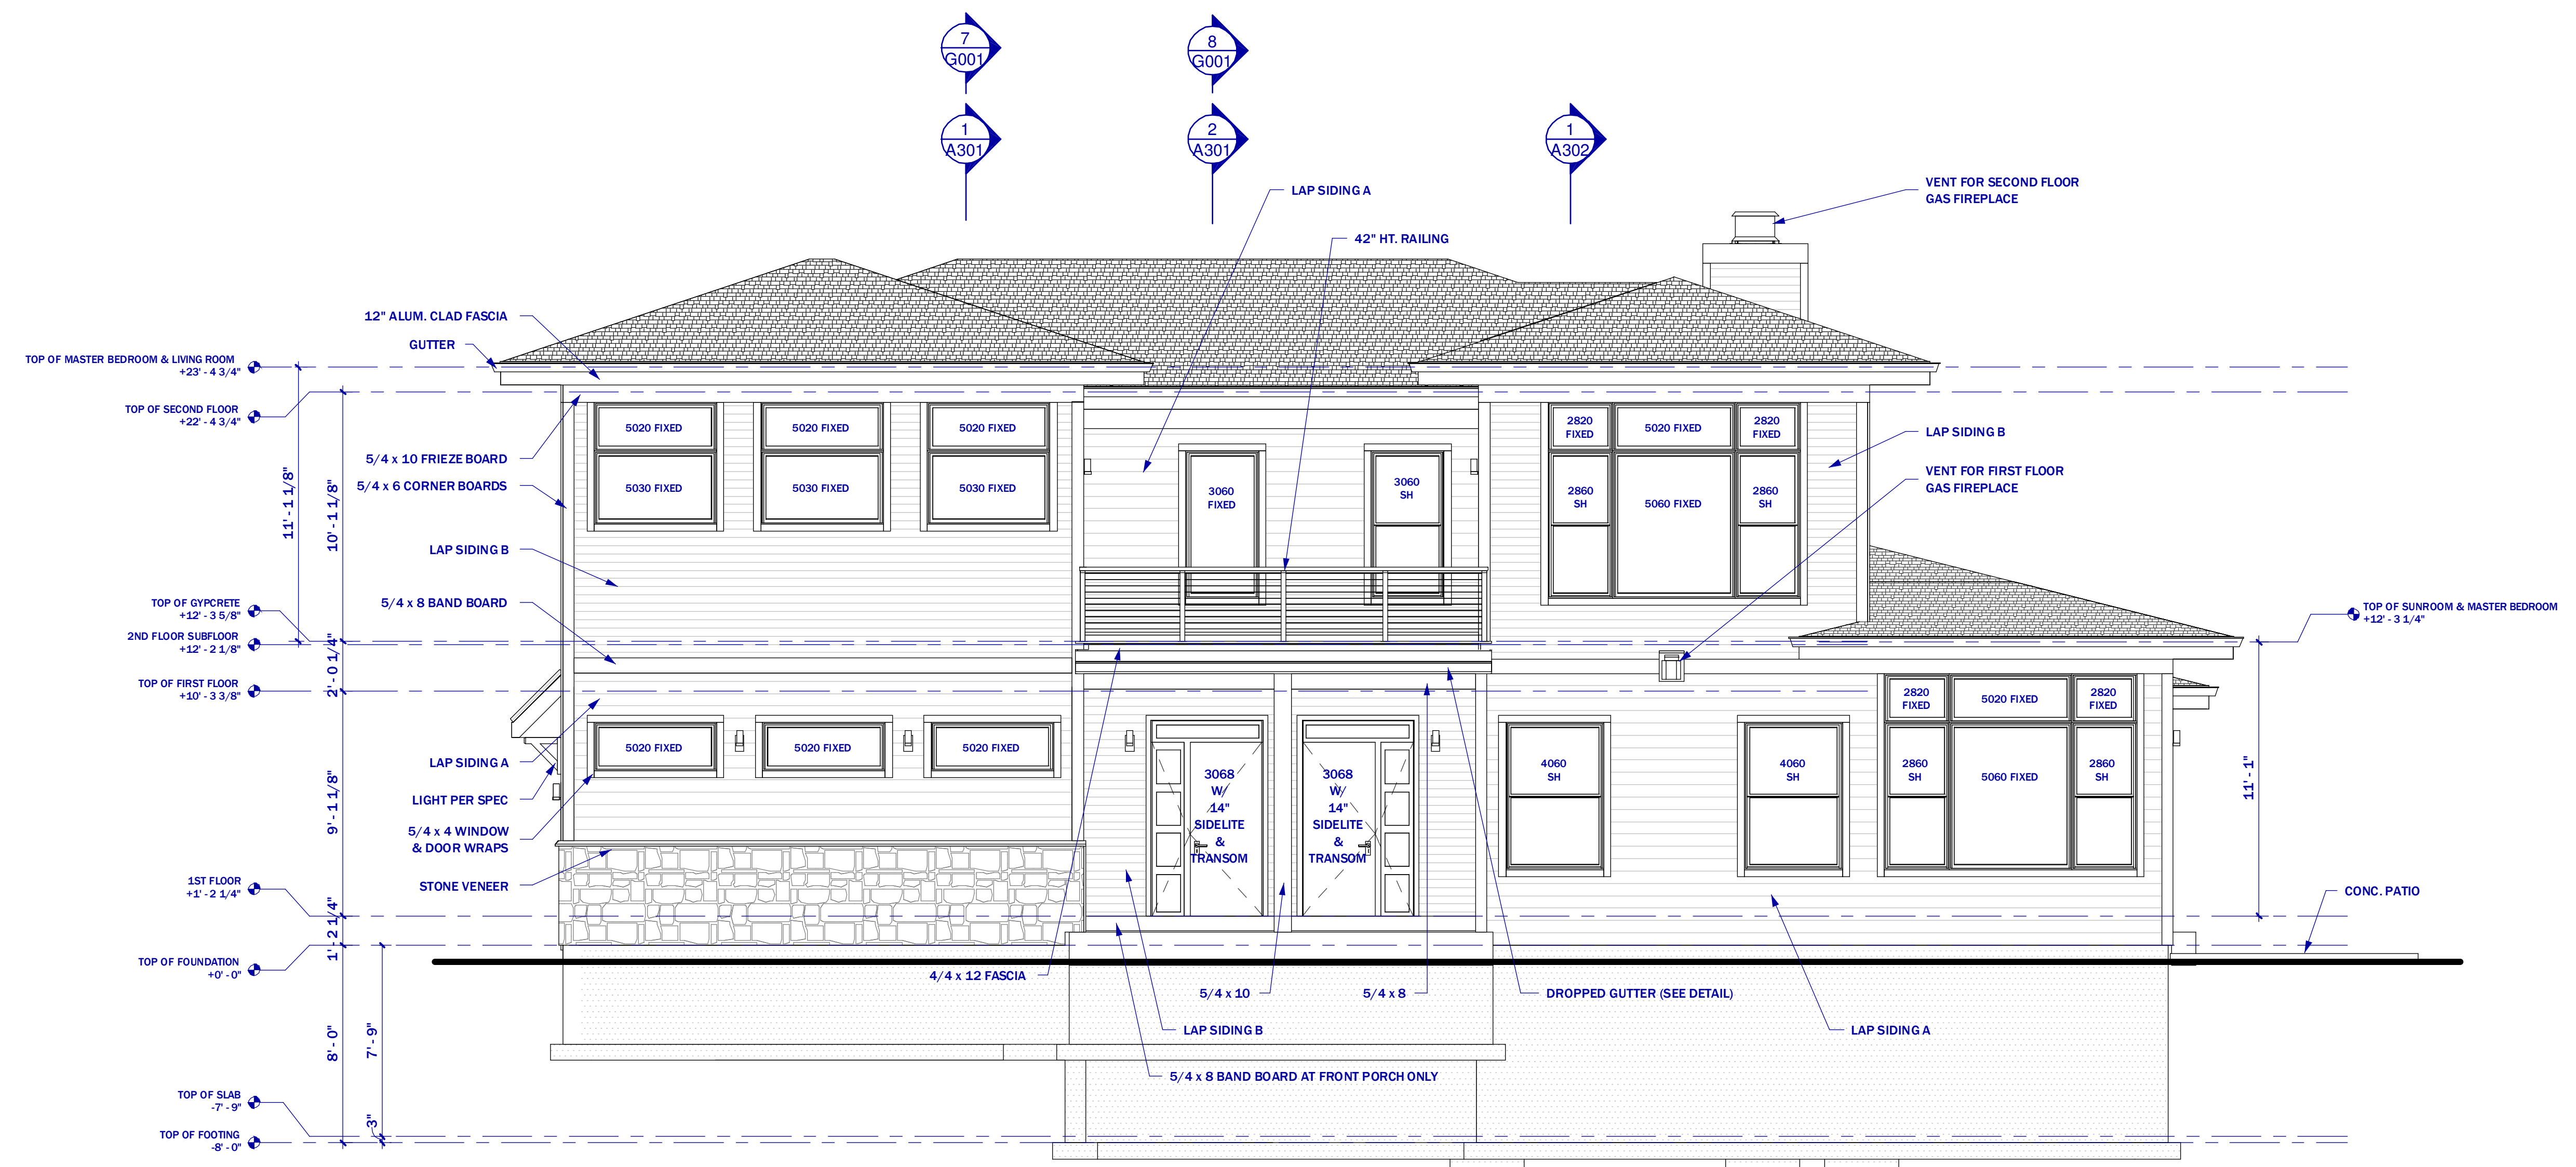 7
G001
8
G001
1
A301
2
A301
1
A302
LAP SIDING A
42" HT. RAILING
VENT FOR SECOND FLOOR
GAS FIREPLACE
12" ALUM. CLAD FASCIA
GUTTER
TOP OF MASTER BEDROOM & LIVING ROOM
+23' - 4 3/4"
TOP OF SECOND FLOOR
+22' - 4 3/4"
5/4 x 10 FRIEZE BOARD
5/4 x 6 CORNER BOARDS
11' - 1 1/8"
10' - 1 1/8"
LAP SIDING B
5/4 x 8 BAND BOARD
TOP OF GYPCRETE
+12' - 3 5/8"
2ND FLOOR SUBFLOOR
+12' - 2 1/8"
2' - 0 1/4"
TOP OF FIRST FLOOR
+10' - 3 3/8"
5020 FIXED
5020 FIXED
5020 FIXED
5030 FIXED
5030 FIXED
5030 FIXED
3060
FIXED
3060
SH
2820
FIXED
5020 FIXED
2820
FIXED
2860
SH
5060 FIXED
2860
SH
LAP SIDING B
VENT FOR FIRST FLOOR
GAS FIREPLACE
TOP OF SUNROOM & MASTER BEDROOM
+12' - 3 1/4"
LAP SIDING A
LIGHT PER SPEC
5/4 x 4 WINDOW
& DOOR WRAPS
STONE VENEER
9' - 1 1/8"
5020 FIXED
5020 FIXED
5020 FIXED
3068
W/
14"
SIDELITE
&
TRANSOM
3068
W/
14"
SIDELITE
&
TRANSOM
4060
SH
4060
SH
2820
FIXED
5020 FIXED
2820
FIXED
2860
SH
5060 FIXED
2860
SH
11' - 1"
1ST FLOOR
+1' - 2 1/4"
1' - 2 1/4"
CONC. PATIO
TOP OF FOUNDATION
+0' - 0"
4/4 x 12 FASCIA
5/4 x 10
5/4 x 8
DROPPED GUTTER (SEE DETAIL)
LAP SIDING B
LAP SIDING A
8' - 0"
7' - 9"
5/4 x 8 BAND BOARD AT FRONT PORCH ONLY
TOP OF SLAB
-7' - 9"
3"
TOP OF FOOTING
-8' - 0"